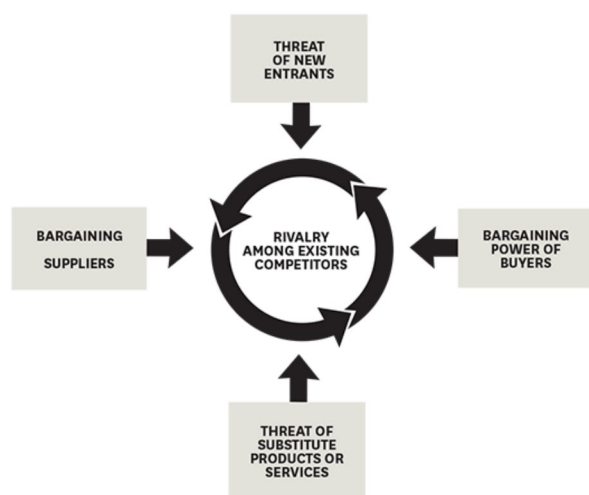 THREAT
OF NEW
ENTRANTS
BARGAINING
SUPPLIERS
RIVALRY
AMONG EXISTING
COMPETITORS
BARGAINING
POWER OF
BUYERS
THREAT OF
SUBSTITUTE
PRODUCTS OR
SERVICES